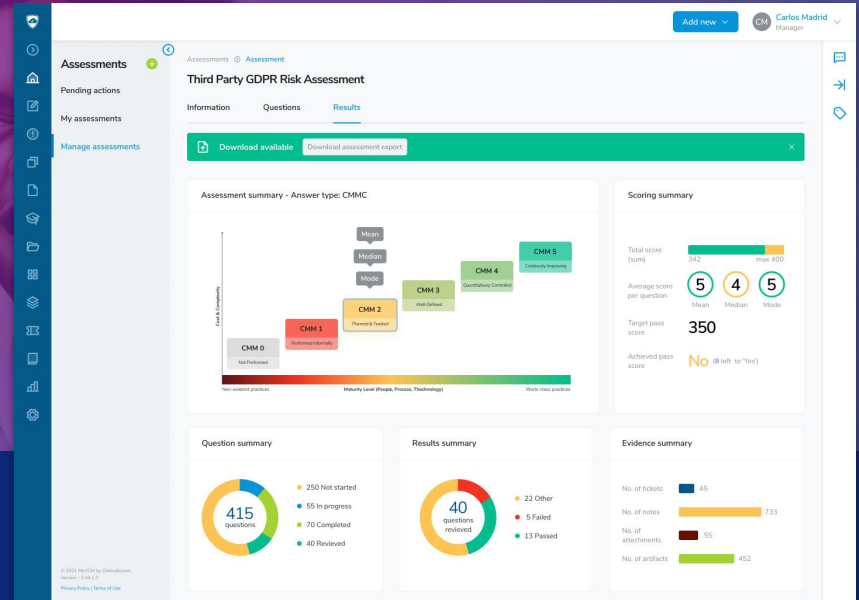 Add new
CM
Carlos Madrid
Manager
Assessments
Pending actions
My assessments
Manage assessments
Assessments
Assessment
Third Party GDPR Risk Assessment
Information
Questions
Results
Download available
Download assessment export
Assessment summary - Answer type: CMMC
Mean
Median
Mode
CMM 5
Continously Improving
CMM 4
Quantitatively Controlled
CMM 3
Well-Defined
CMM 2
Planned & Tracked
CMM 1
Performed Informally
CMM 0
Not Performed
Cost & Complexity
Non-existent practices
Maturity Level (People, Process, Thechnology)
World-class practices
Scoring summary
Total score
(sum)
342
max 400
Average score
per question
5
4
5
Mean
Median
Mode
Target pass
score
350
Achieved pass
score
No (8 left to 'Yes')
Question summary
415
questions
250 Not started
55 In progress
70 Completed
40 Revieved
Results summary
40
questions
revieved
22 Other
5 Failed
13 Passed
Evidence summary
No. of tickets
45
No. of notes
733
No. of
attechments
55
No. of artifacts
452
Privacy Policy | Terms of Use